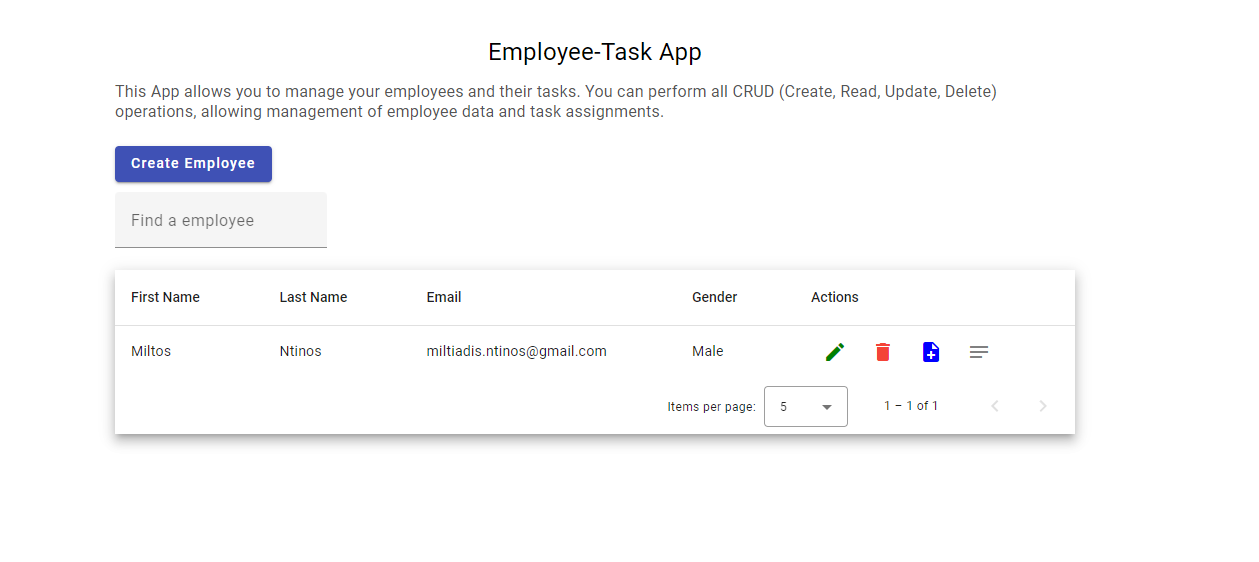 Employee-Task App
This App allows you to manage your employees and their tasks. You can perform all CRUD (Create, Read, Update, Delete)
operations, allowing management of employee data and task assignments.
Create Employee
Find a employee
First Name Last Name Email Gender Actions
Miltos Ntinos miltiadis.ntinos@gmail.com Male
Items per page: 5 1 – 1 of 1